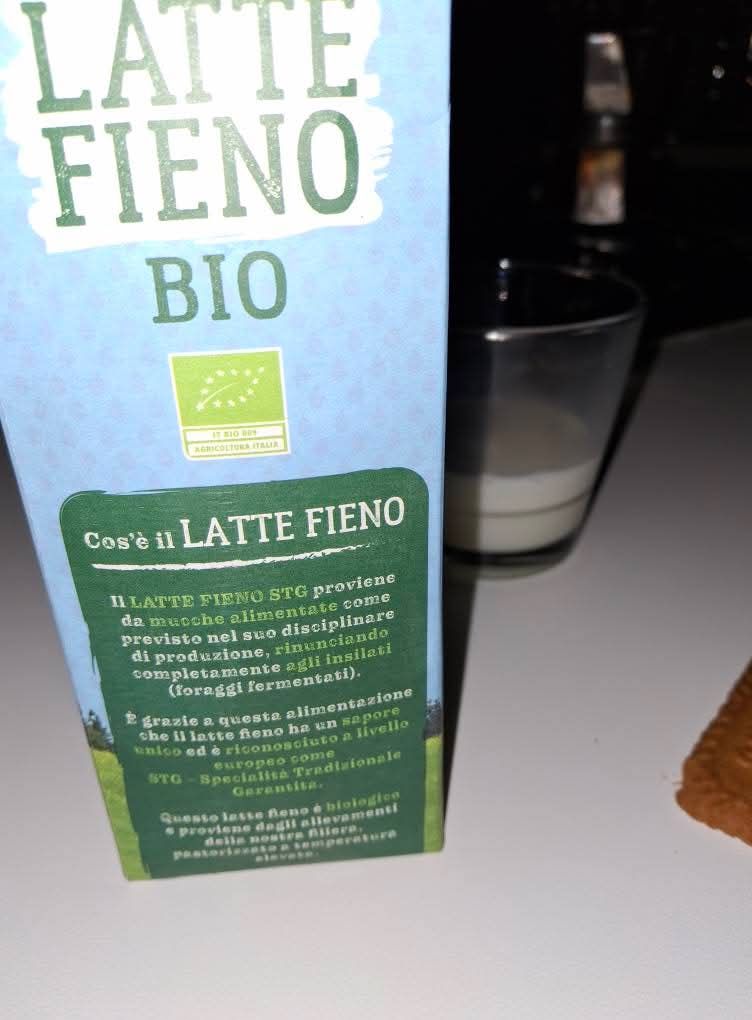 LATTE
FIENO
BIO
IT BIO 009
AGRICOLTURA ITALIA
Cos'è il LATTE FIENO
Il LATTE FIENO STG proviene
da mucche alimentate come
previsto nel suo disciplinare
di produzione, rinunciando
completamente agli insilati
(foraggi fermentati).
È grazie a questa alimentazione
che il latte fieno ha un sapore
unico ed è riconosciuto a livello
europeo come
STG - Specialità Tradizionale
Garantita.
Questo latte fieno è biologico
e proviene dagli allevamenti
della nostra filiera,
pastorizzato a temperatura
elevata.